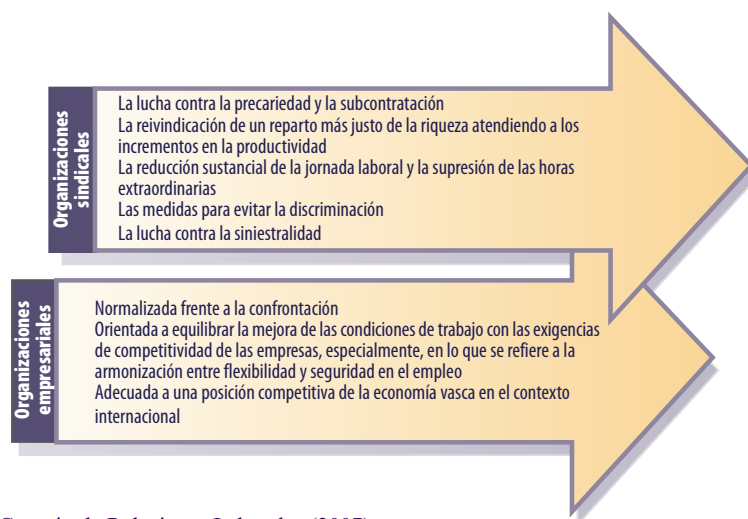 Organizaciones
sindicales
La lucha contra la precariedad y la subcontratación
La reivindicación de un reparto más justo de la riqueza atendiendo a los
incrementos en la productividad
La reducción sustancial de la jornada laboral y la supresión de las horas
extraordinarias
Las medidas para evitar la discriminación
La lucha contra la siniestralidad
Organizaciones
empresariales
Normalizada frente a la confrontación
Orientada a equilibrar la mejora de las condiciones de trabajo con las exigencias
de competitividad de las empresas, especialmente, en lo que se refiere a la
armonización entre flexibilidad y seguridad en el empleo
Adecuada a una posición competitiva de la economía vasca en el contexto
internacional